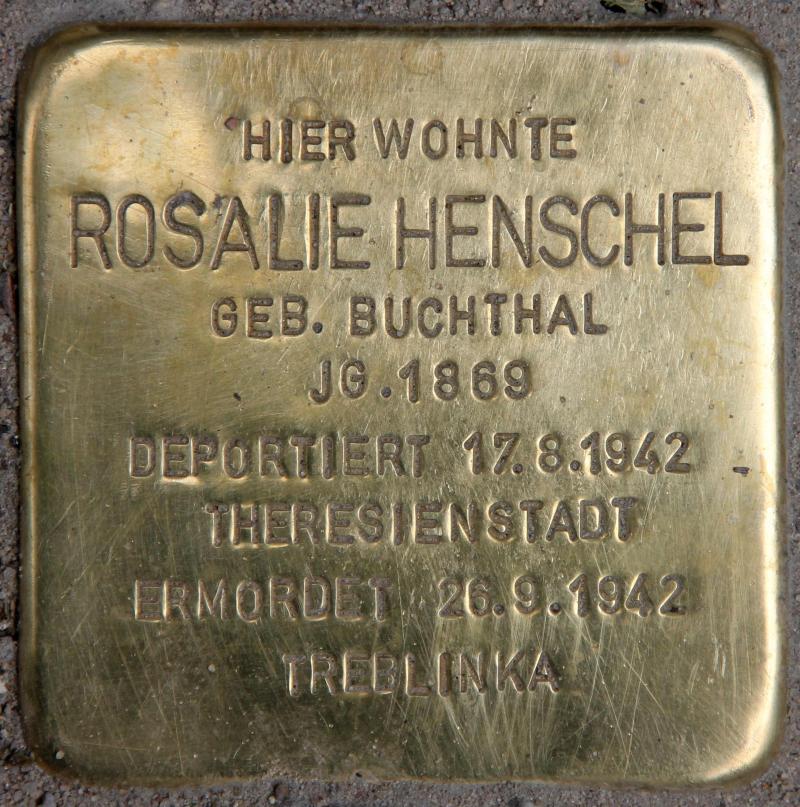 HIER WOHNTE
ROSALIE HENSCHEL
GEB. BUCHTHAL
JG. 1869
DEPORTIERT 17.8.1942
THERESIENSTADT
ERMORDET 26.9.1942
TREBLINKA